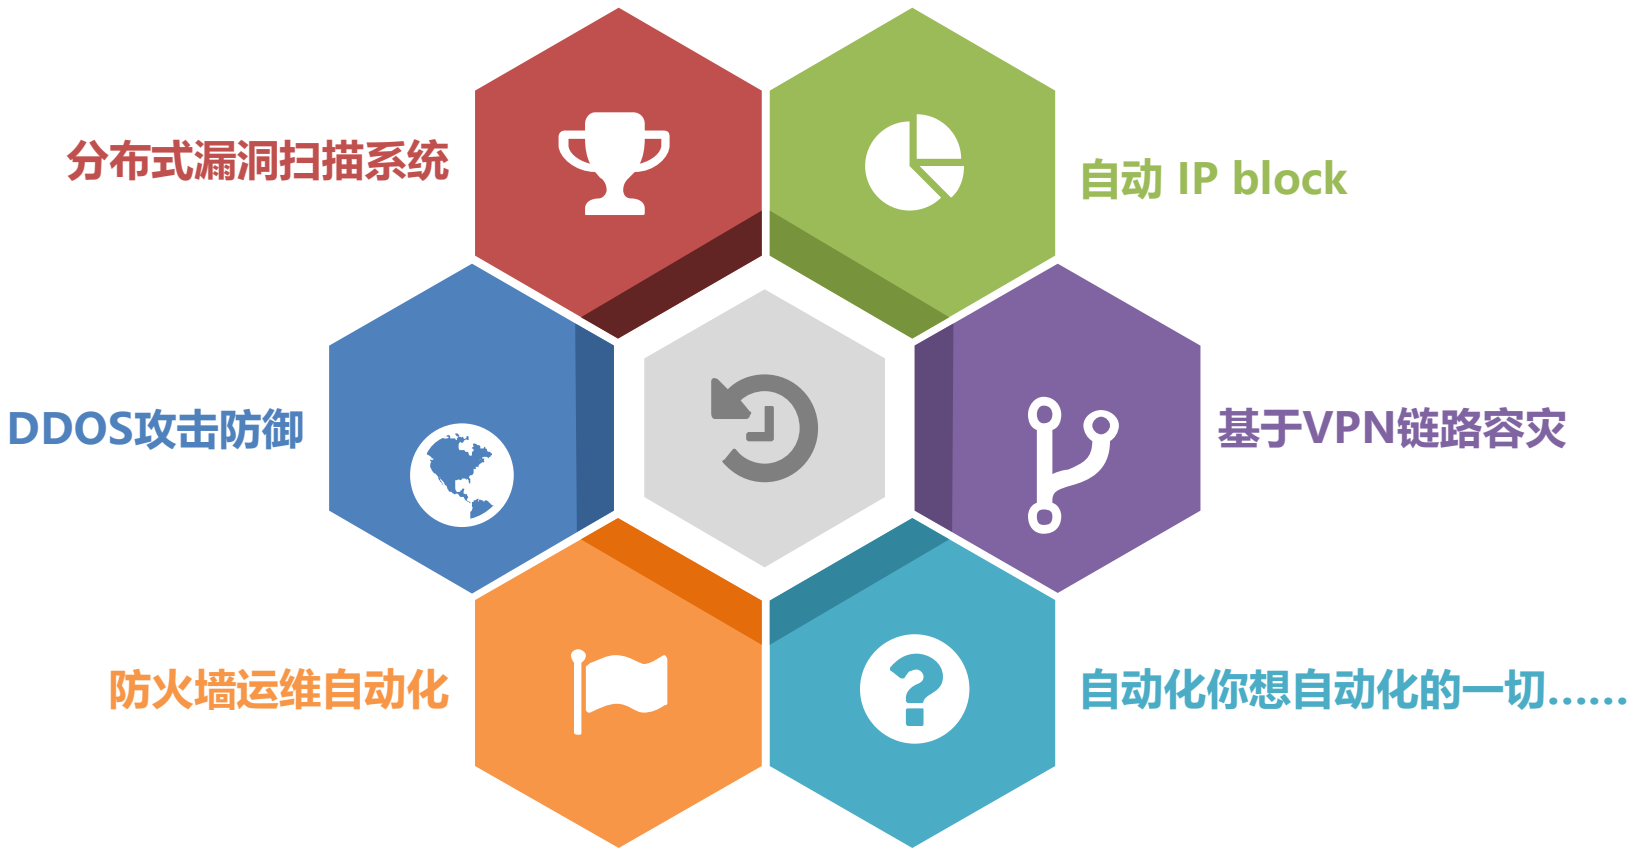 分布式漏洞扫描系统
自动 IP block
DDOS攻击防御
基于VPN链路容灾
防火墙运维自动化
自动化你想自动化的一切......